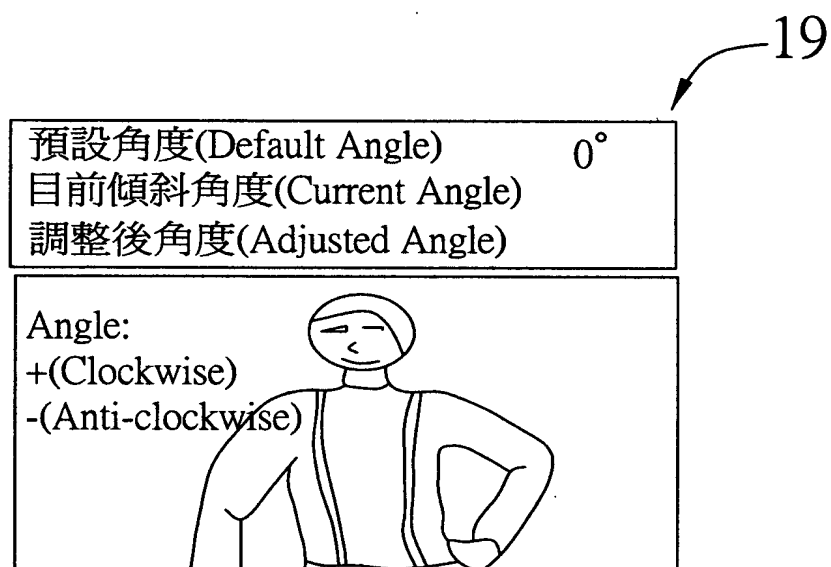 19
預設角度(Default Angle) 0°
目前傾斜角度(Current Angle)
調整後角度(Adjusted Angle)
Angle:
+(Clockwise)
-(Anti-clockwise)